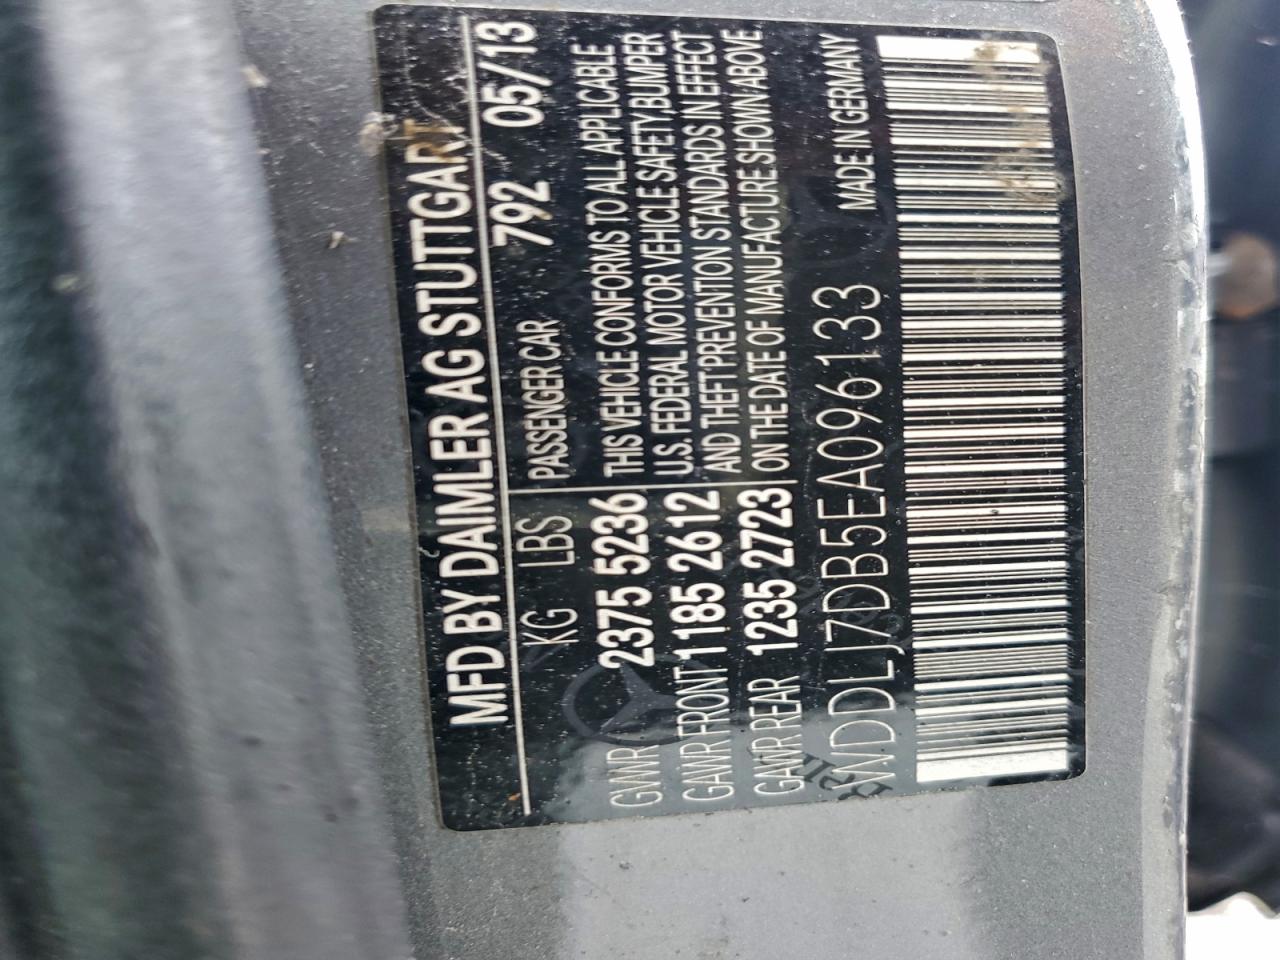 MFD BY DAIMLER AG STUTTGART
KG LBS PASSENGER CAR 792 05/13
GVWR 2375 5236 THIS VEHICLE CONFORMS TO ALL APPLICABLE
GAWR FRONT 1185 2612 U.S. FEDERAL MOTOR VEHICLE SAFETY, BUMPER
AND THEFT PREVENTION STANDARDS IN EFFECT
GAWR REAR 1235 2723 ON THE DATE OF MANUFACTURE SHOWN ABOVE.
WDDLJ7DB5EA096133 MADE IN GERMANY